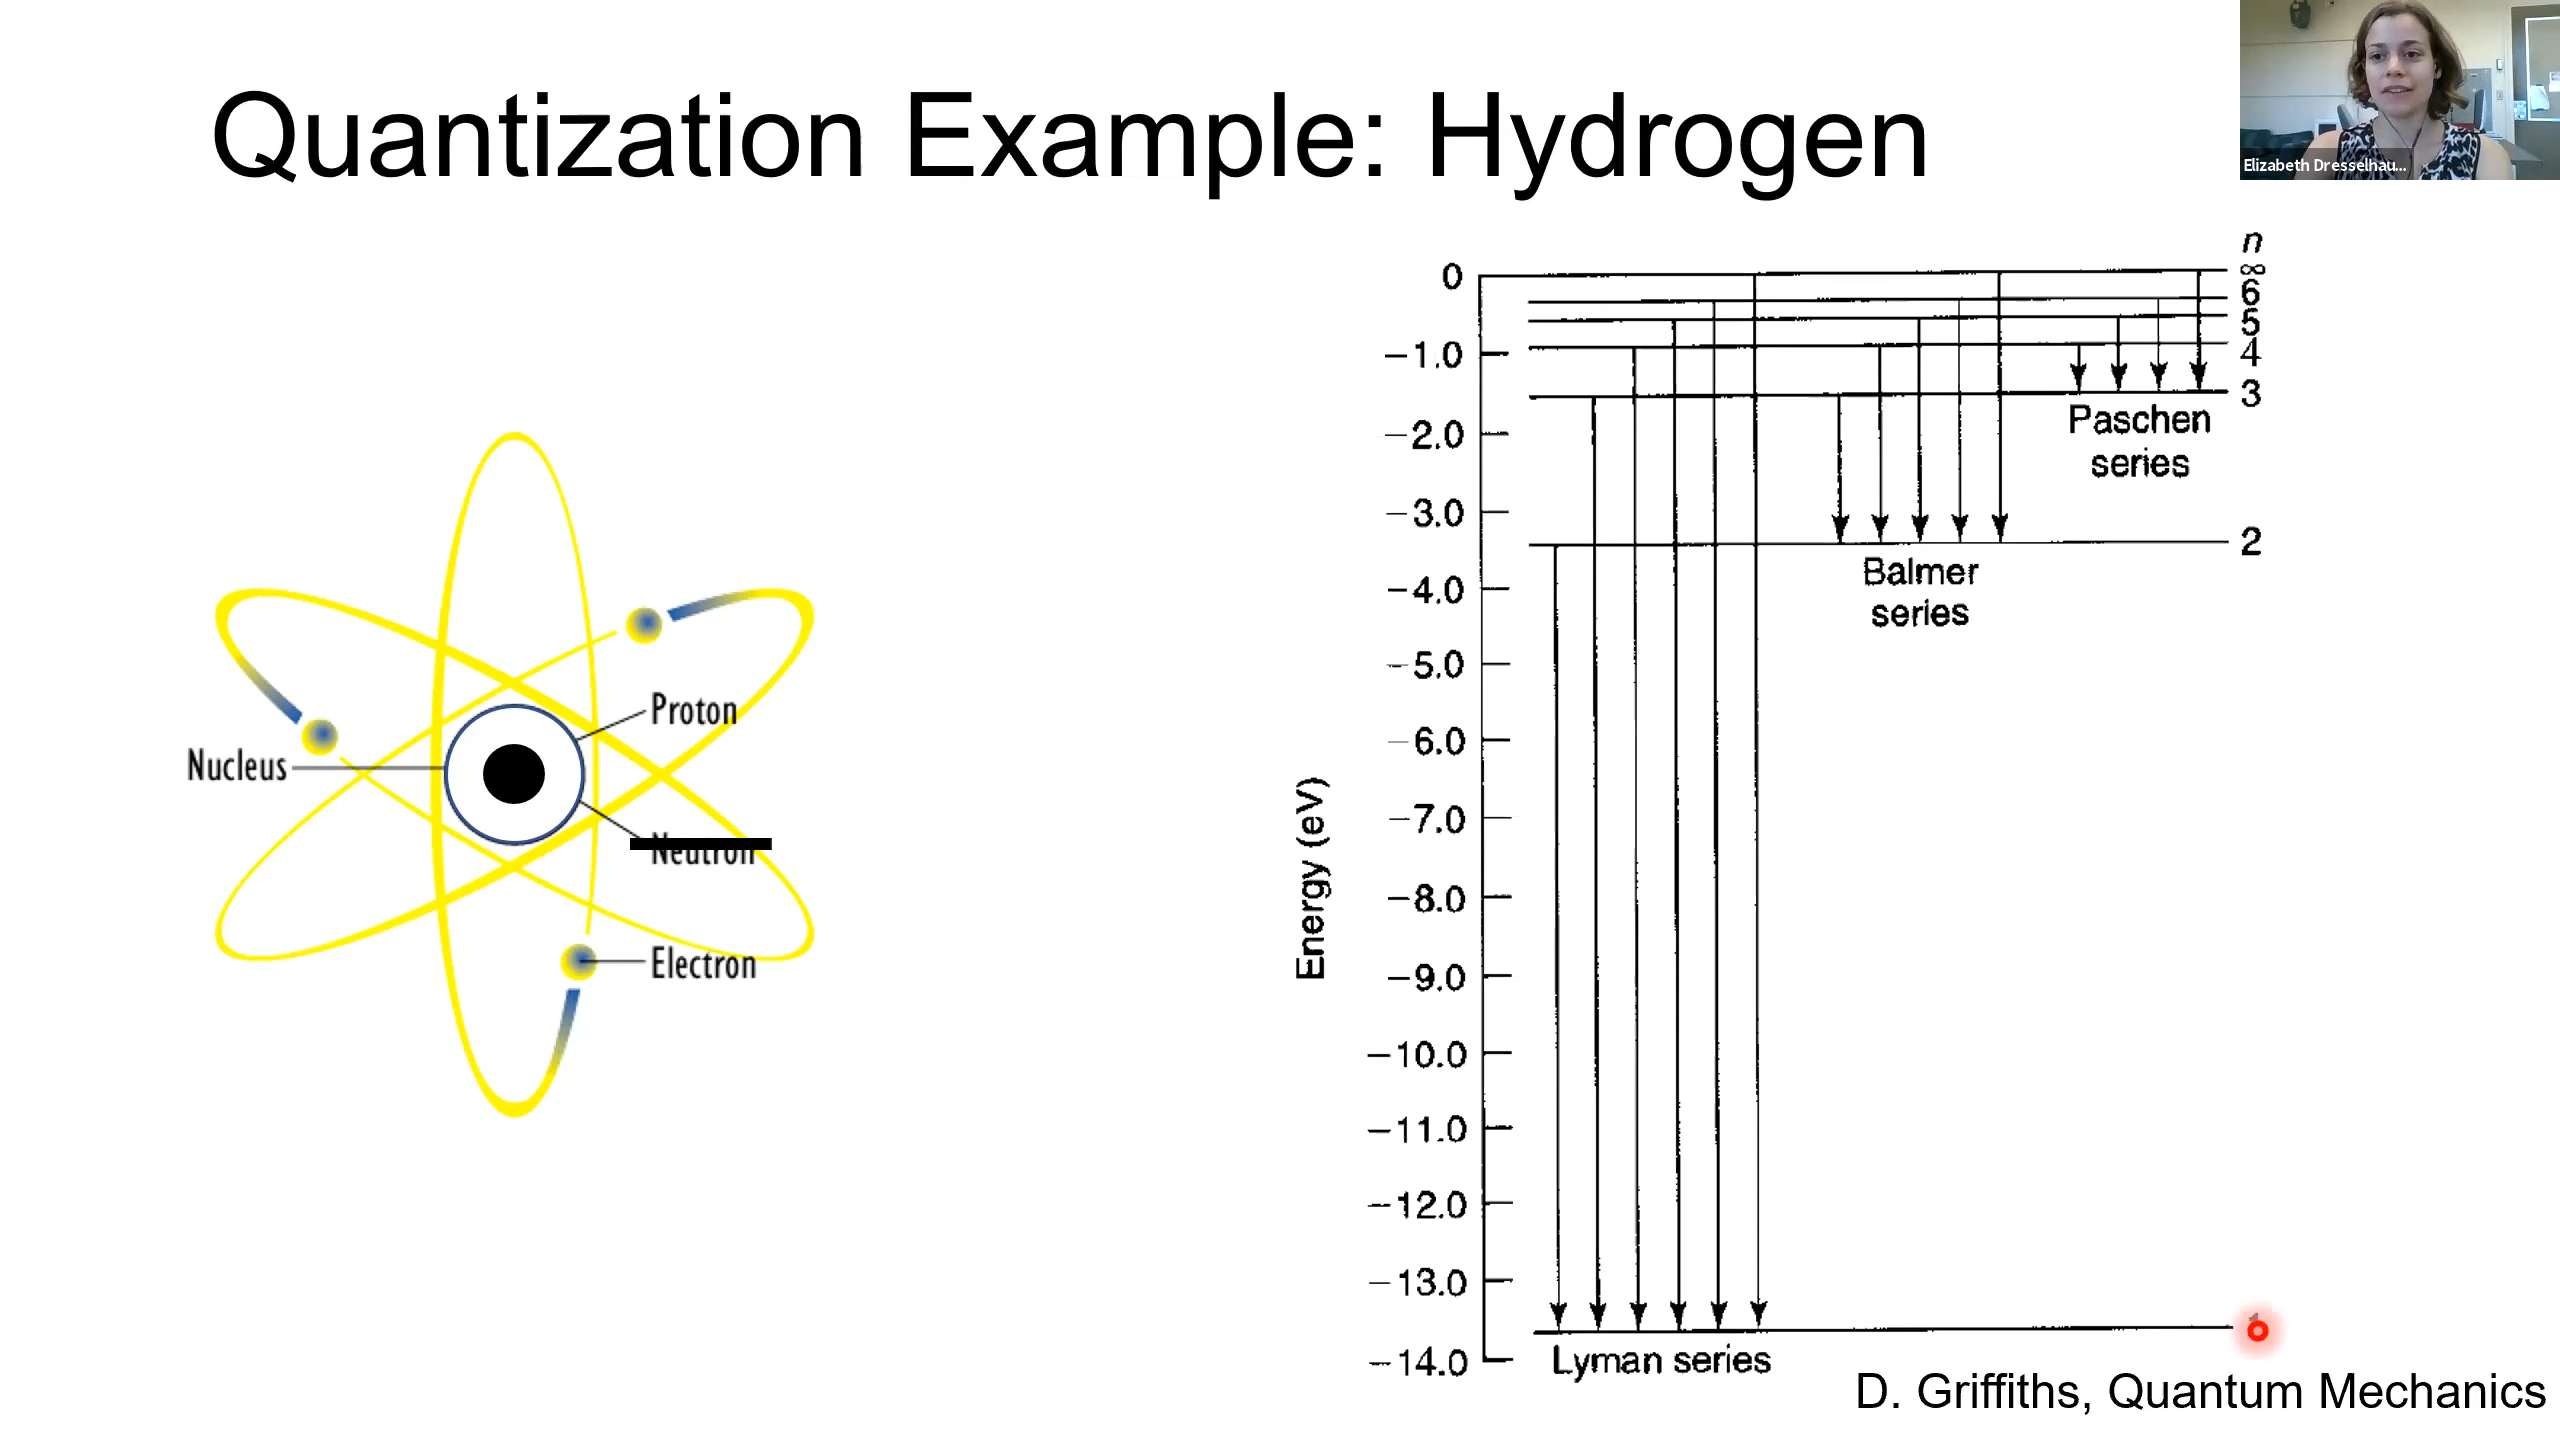 Quantization Example: Hydrogen
Elizabeth Dresselhau...
Proton
Nucleus
Neutron
Electron
n
0
∞
6
5
-1.0
4
3
-2.0
Paschen
series
-3.0
2
Balmer
series
-4.0
-5.0
-6.0
-7.0
Energy (eV)
-8.0
-9.0
-10.0
-11.0
-12.0
-13.0
-14.0
Lyman series
D. Griffiths, Quantum Mechanics